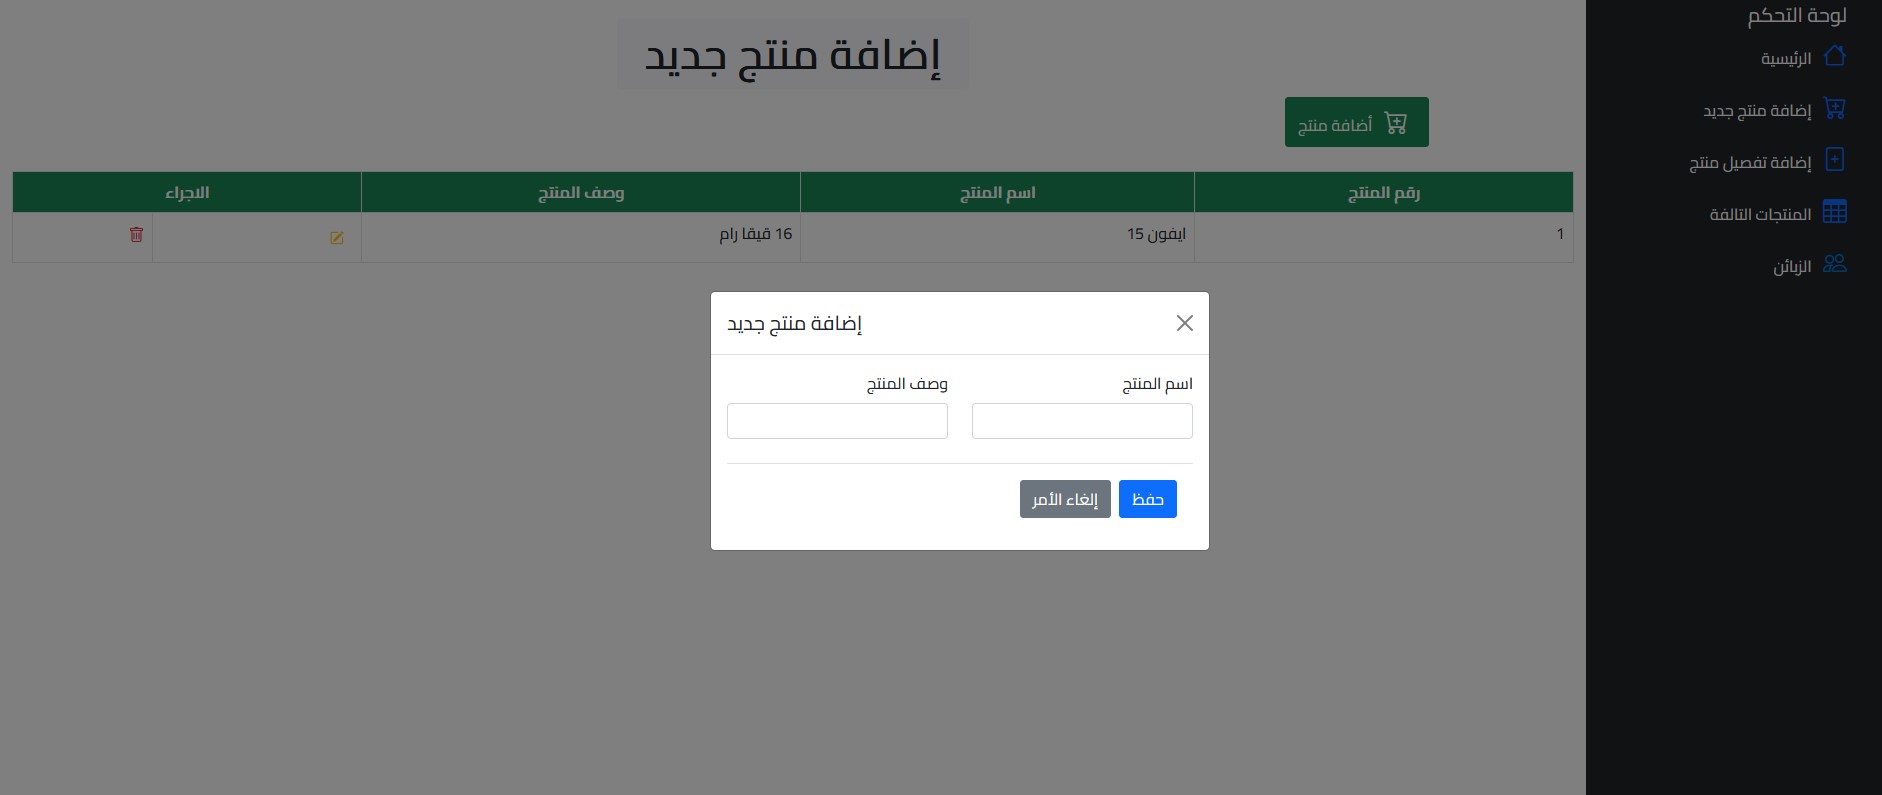 لوحة التحكم
الرئيسية
إضافة منتج جديد
إضافة تفصيل منتج
المنتجات التالفة
الزبائن
إضافة منتج جديد
أضافة منتج
رقم المنتج اسم المنتج وصف المنتج الاجراء
1 ايفون 15 16 قيقا رام
إضافة منتج جديد
اسم المنتج وصف المنتج
حفظ إلغاء الأمر